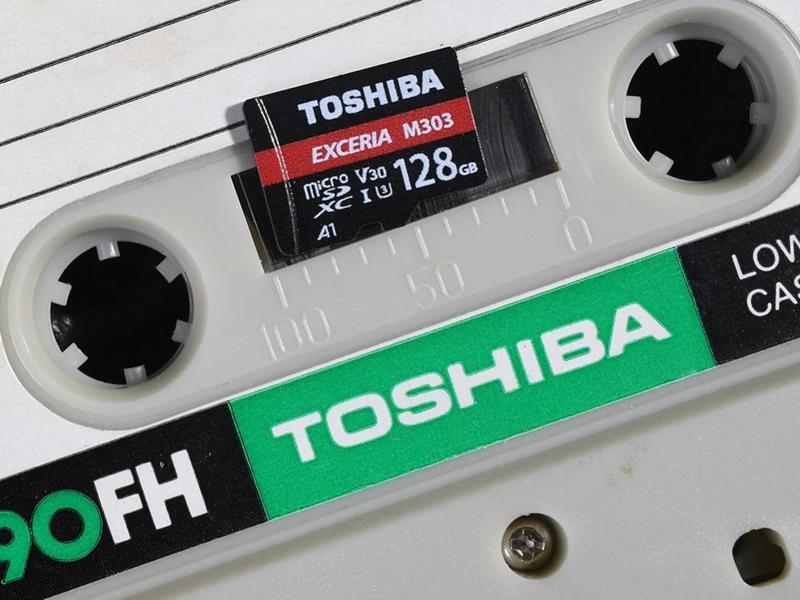 TOSHIBA
EXCERIA M303
micro SD XC I U3 V30 128GB
A1
100 50 0
TOSHIBA
90FH
LOW
CAS